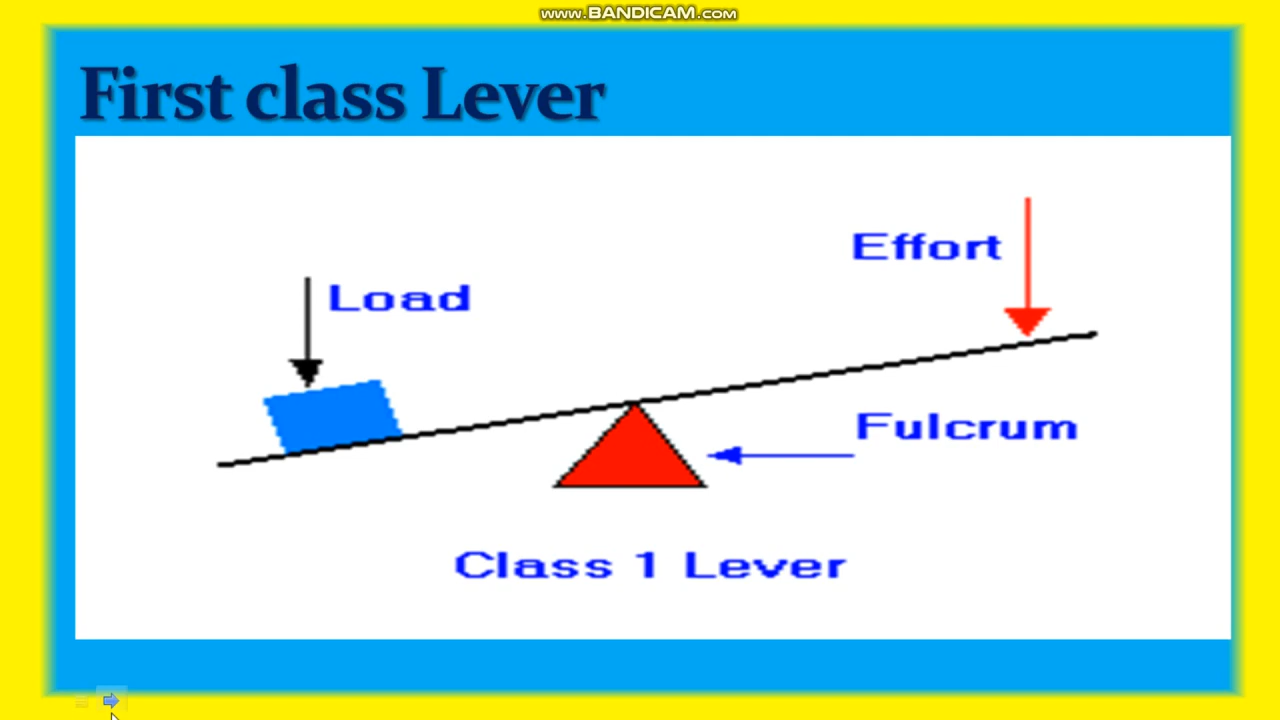 www.BANDICAM.com
First class Lever
Effort
Load
Fulcrum
Class 1 Lever